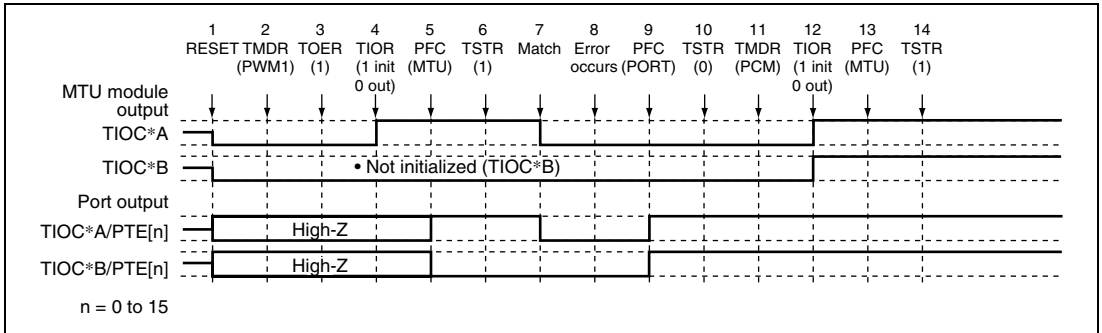 1 2 3 4 5 6 7 8 9 10 11 12 13 14
RESET TMDR TOER TIOR PFC TSTR Match Error PFC TSTR TMDR TIOR PFC TSTR
(PWM1) (1) (1 init (MTU) (1) occurs (PORT) (0) (PCM) (1 init (MTU) (1)
0 out) 0 out)
MTU module
output
TIOC*A
TIOC*B
• Not initialized (TIOC*B)
Port output
TIOC*A/PTE[n]
High-Z
TIOC*B/PTE[n]
High-Z
n = 0 to 15